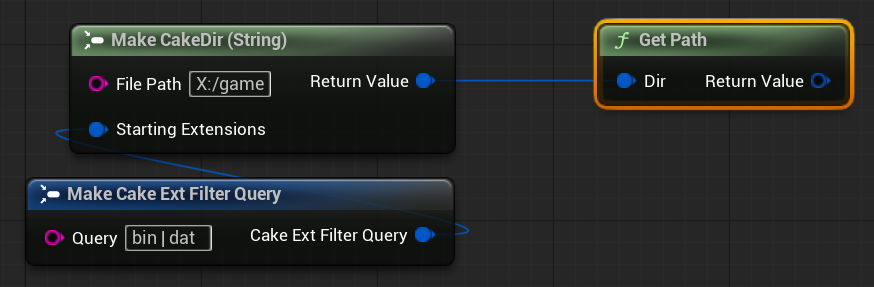 Make CakeDir (String)
File Path X:/game Return Value
Starting Extensions
Make Cake Ext Filter Query
Query bin | dat Cake Ext Filter Query
f Get Path
Dir Return Value